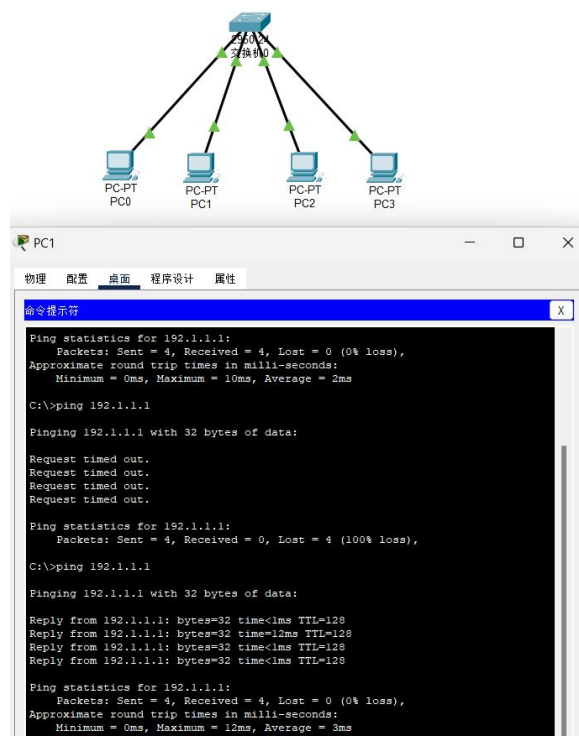 2950-24
交换机0
PC-PT
PC0
PC-PT
PC1
PC-PT
PC2
PC-PT
PC3
PC1
物理 配置 桌面 程序设计 属性
命令提示符
X
Ping statistics for 192.1.1.1:
Packets: Sent = 4, Received = 4, Lost = 0 (0% loss),
Approximate round trip times in milli-seconds:
Minimum = 0ms, Maximum = 10ms, Average = 2ms
C:\>ping 192.1.1.1
Pinging 192.1.1.1 with 32 bytes of data:
Request timed out.
Request timed out.
Request timed out.
Request timed out.
Ping statistics for 192.1.1.1:
Packets: Sent = 4, Received = 0, Lost = 4 (100% loss),
C:\>ping 192.1.1.1
Pinging 192.1.1.1 with 32 bytes of data:
Reply from 192.1.1.1: bytes=32 time<1ms TTL=128
Reply from 192.1.1.1: bytes=32 time=12ms TTL=128
Reply from 192.1.1.1: bytes=32 time<1ms TTL=128
Reply from 192.1.1.1: bytes=32 time<1ms TTL=128
Ping statistics for 192.1.1.1:
Packets: Sent = 4, Received = 4, Lost = 0 (0% loss),
Approximate round trip times in milli-seconds:
Minimum = 0ms, Maximum = 12ms, Average = 3ms